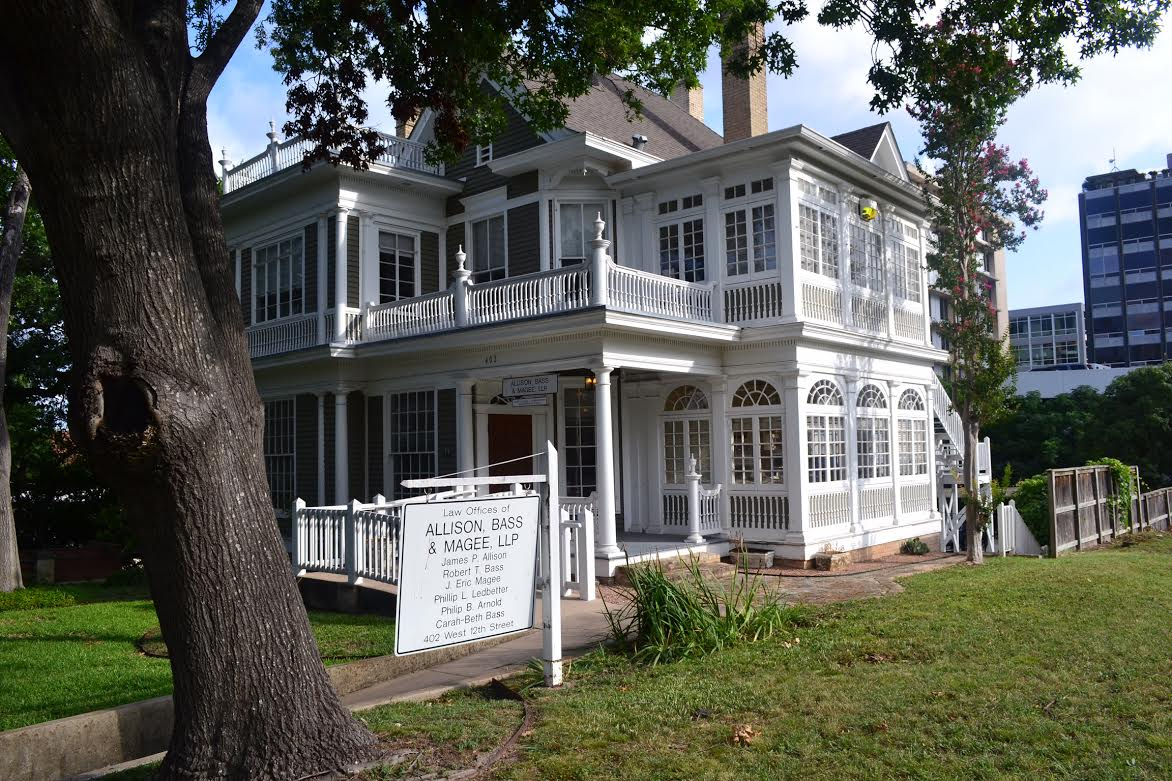 402
ALLISON, BASS
& MAGEE, LLP
Law Offices of
ALLISON, BASS
& MAGEE, LLP
James P. Allison
Robert T. Bass
J. Eric Magee
Phillip L. Ledbetter
Philip B. Arnold
Carah-Beth Bass
402 West 12th Street